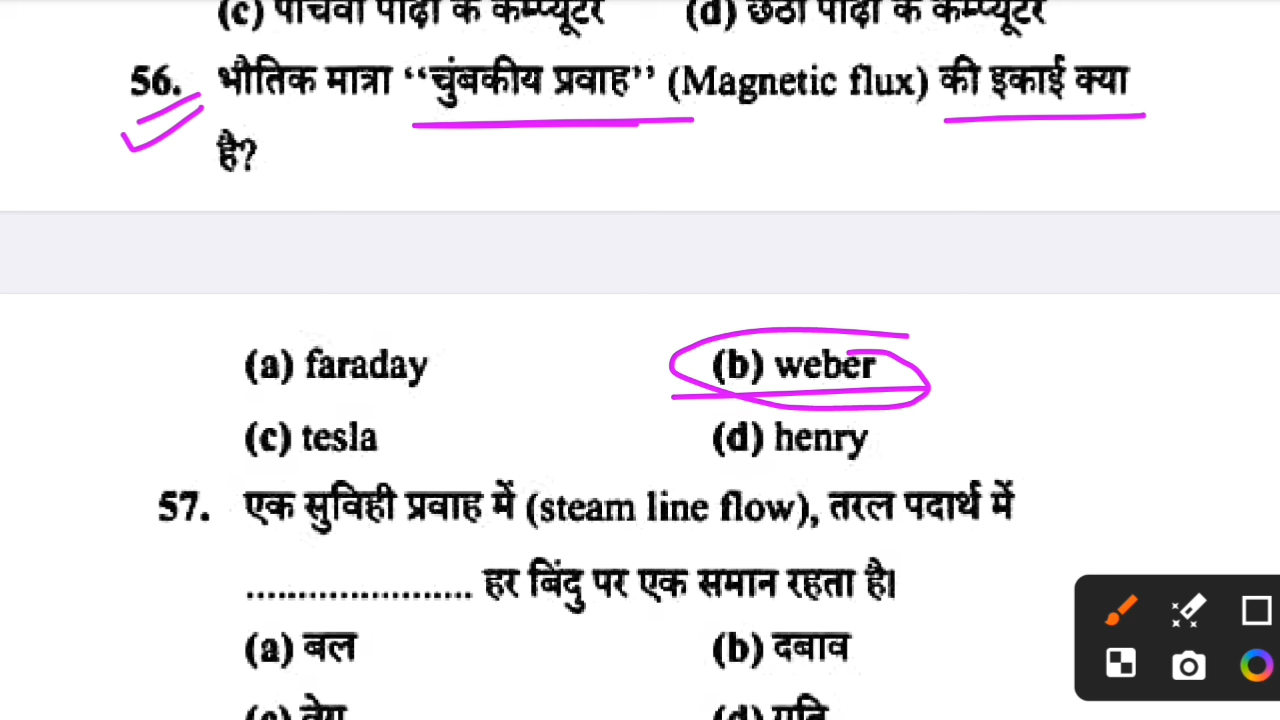 (c) पांचवी पीढ़ी के कम्प्यूटर (d) छठी पीढ़ी के कम्प्यूटर
56. भौतिक मात्रा ‘‘चुंबकीय प्रवाह’’ (Magnetic flux) की इकाई क्या
है?
(a) faraday (b) weber
(c) tesla (d) henry
57. एक सुविही प्रवाह में (steam line flow), तरल पदार्थ में
...................... हर बिंदु पर एक समान रहता है।
(a) बल (b) दबाव
(c) वेग (d) गति